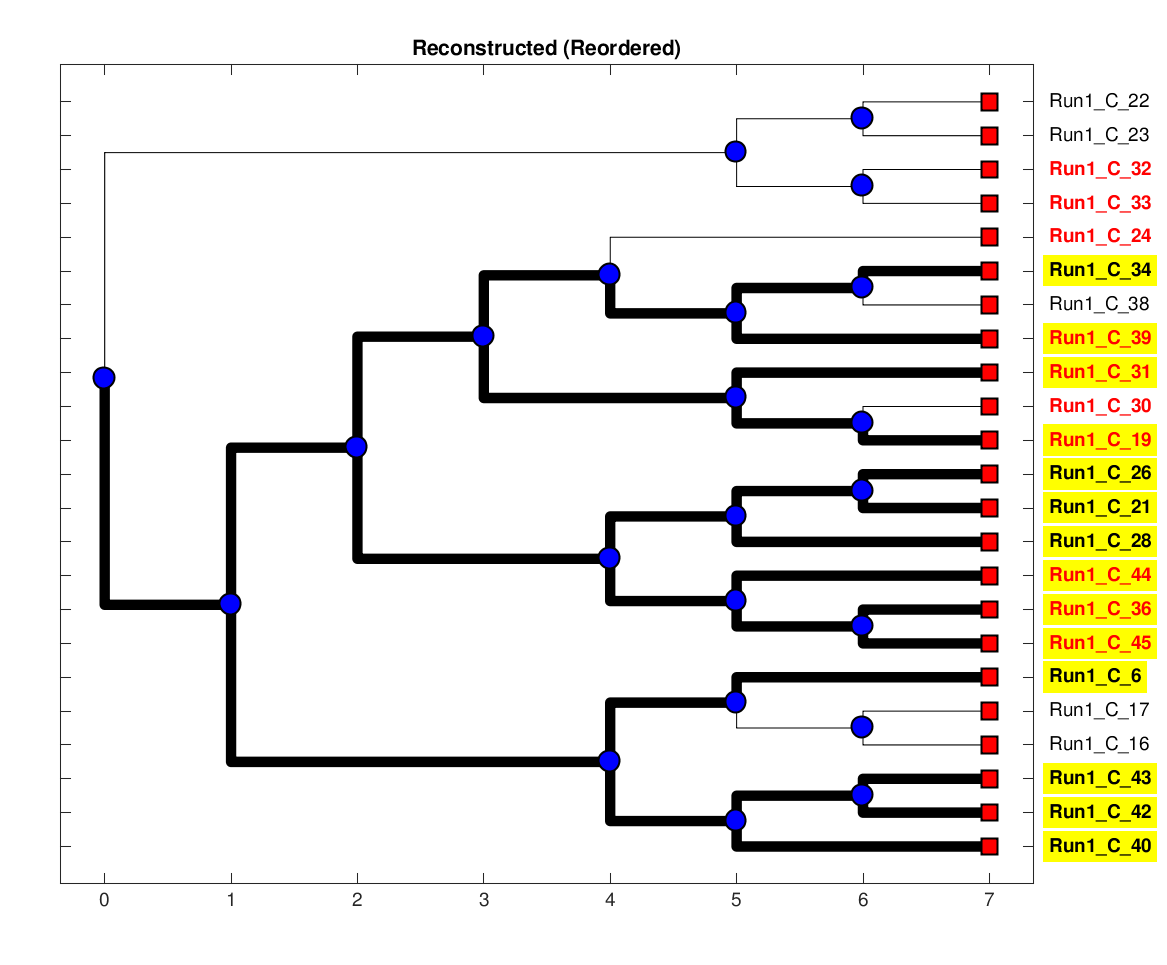 Reconstructed (Reordered)
Run1_C_22
Run1_C_23
Run1_C_32
Run1_C_33
Run1_C_24
Run1_C_34
Run1_C_38
Run1_C_39
Run1_C_31
Run1_C_30
Run1_C_19
Run1_C_26
Run1_C_21
Run1_C_28
Run1_C_44
Run1_C_36
Run1_C_45
Run1_C_6
Run1_C_17
Run1_C_16
Run1_C_43
Run1_C_42
Run1_C_40
0 1 2 3 4 5 6 7